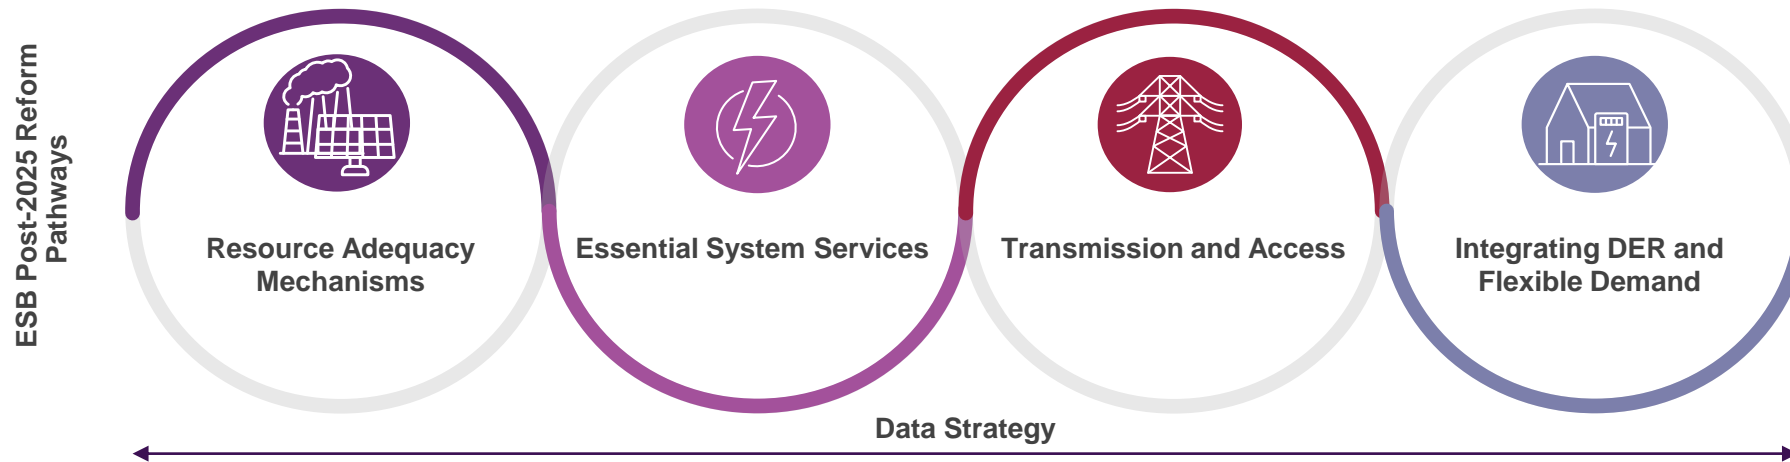 ESB Post-2025 Reform
Pathways
Resource Adequacy
Mechanisms
Essential System Services
Transmission and Access
Integrating DER and
Flexible Demand
Data Strategy